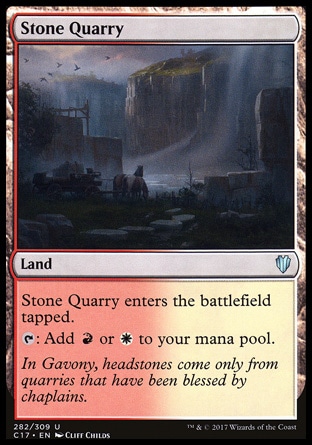 Stone Quarry
Land
Stone Quarry enters the battlefield
tapped.
: Add or to your mana pool.
In Gavony, headstones come only from
quarries that have been blessed by
chaplains.
282/309 U
C17 • EN Cliff Childs
™ & © 2017 Wizards of the Coast